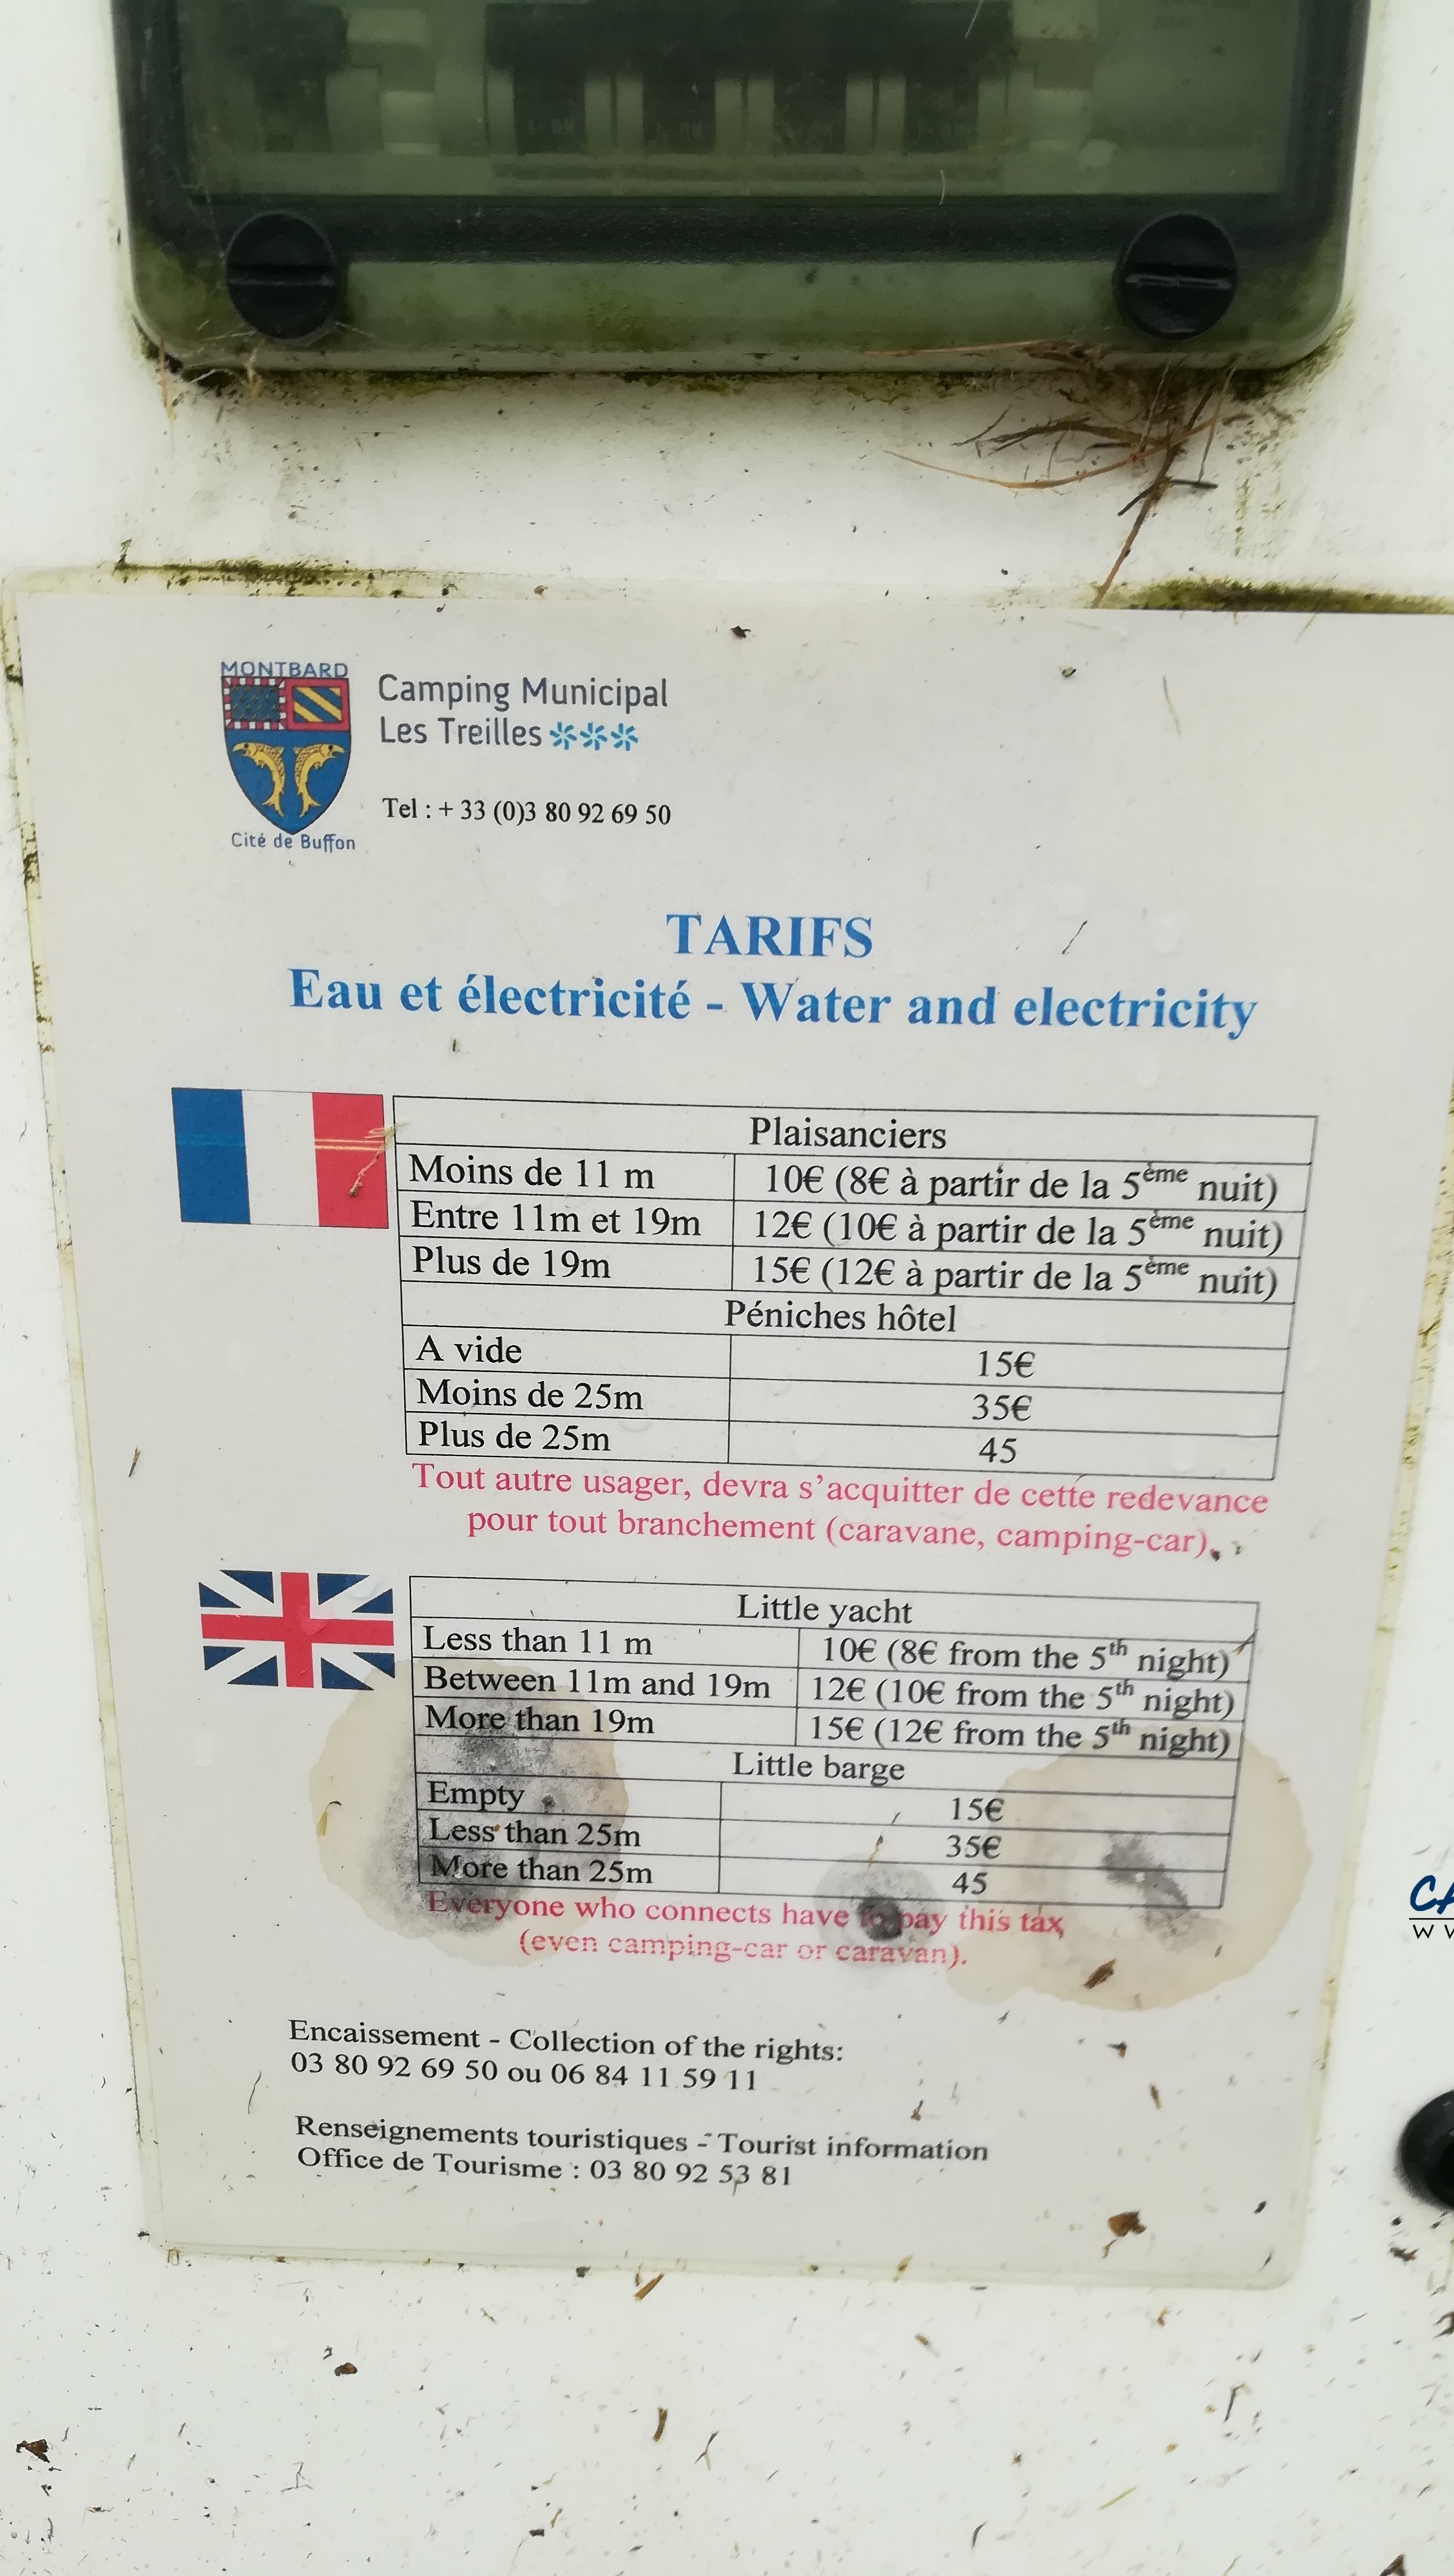 MONTBARD
Camping Municipal
Les Treilles
Tel : + 33 (0)3 80 92 69 50
Cité de Buffon
TARIFS
Eau et électricité - Water and electricity
Plaisanciers
Moins de 11 m 10€ (8€ à partir de la 5ème nuit)
Entre 11m et 19m 12€ (10€ à partir de la 5ème nuit)
Plus de 19m 15€ (12€ à partir de la 5ème nuit)
Péniches hôtel
A vide 15€
Moins de 25m 35€
Plus de 25m 45
Tout autre usager, devra s'acquitter de cette redevance
pour tout branchement (caravane, camping-car).
Little yacht
Less than 11 m 10€ (8€ from the 5th night)
Between 11m and 19m 12€ (10€ from the 5th night)
More than 19m 15€ (12€ from the 5th night)
Little barge
Empty 15€
Less than 25m 35€
More than 25m 45
Everyone who connects have to pay this tax
(even camping-car or caravan).
Encaissement - Collection of the rights:
03 80 92 69 50 ou 06 84 11 59 11
Renseignements touristiques - Tourist information
Office de Tourisme : 03 80 92 53 81